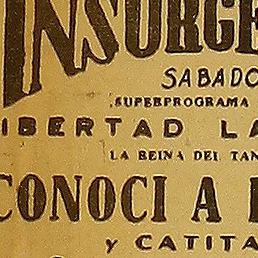 INSURGE
SABADO
SUPERPROGRAMA
IBERTAD LA
LA REINA DEL TAN
CONOCI A
y CATITA